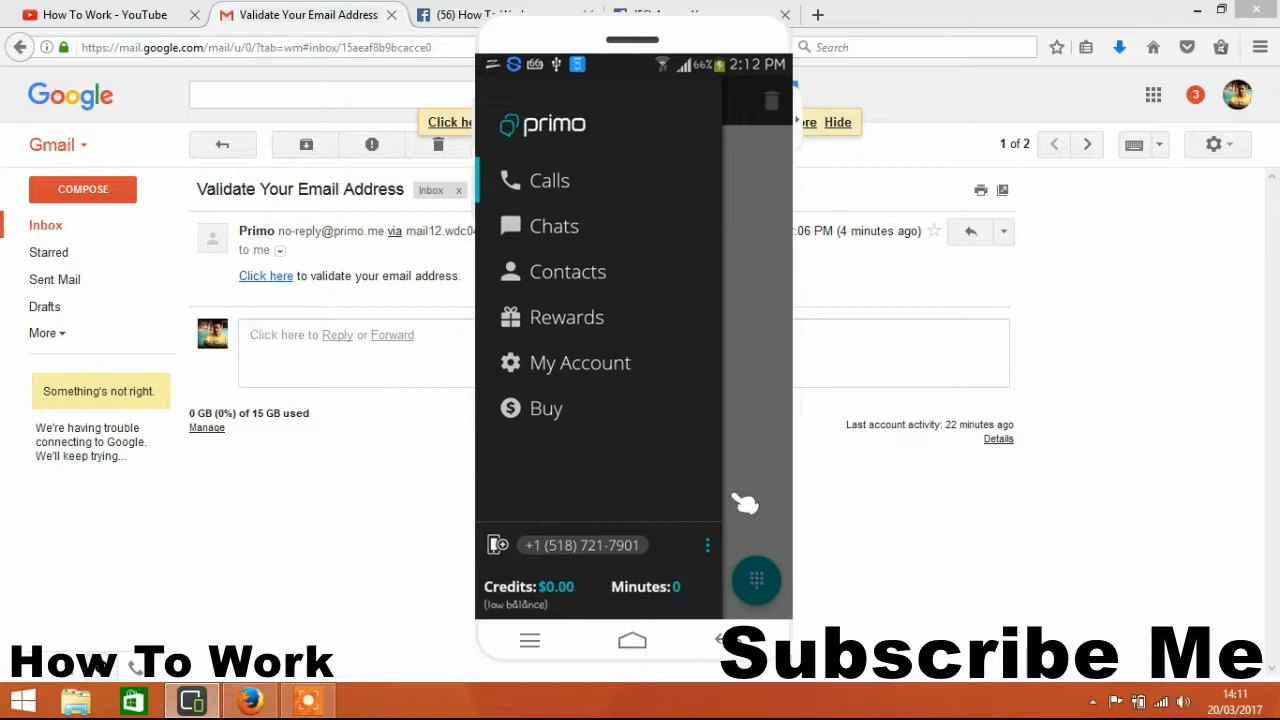 How To Work - YouTube
Validate Your Email Address
(56) How To W
https://mail.google.com/mail/u/0/?tab=wm#inbox/15aef8b9bcacce0
Search
66%
2:12 PM
Google
3
Click he
ore Hide
Gmail
1 of 2
COMPOSE
Validate Your Email Address
Inbox x
Inbox
Starred
Sent Mail
Drafts
More
Primo no-reply@primo.me via mail12.wdc0
:06 PM (4 minutes ago)
to me
Click here to validate your email address.
Click here to Reply or Forward
Something's not right.
We're having trouble
connecting to Google.
We'll keep trying...
0 GB (0%) of 15 GB used
Manage
Last account activity: 22 minutes ago
Details
primo
Calls
Chats
Contacts
Rewards
My Account
Buy
+1 (518) 721-7901
Credits: $0.00
Minutes: 0
(low bålånce)
How To Work
Subscribe Me
14:11
20/03/2017